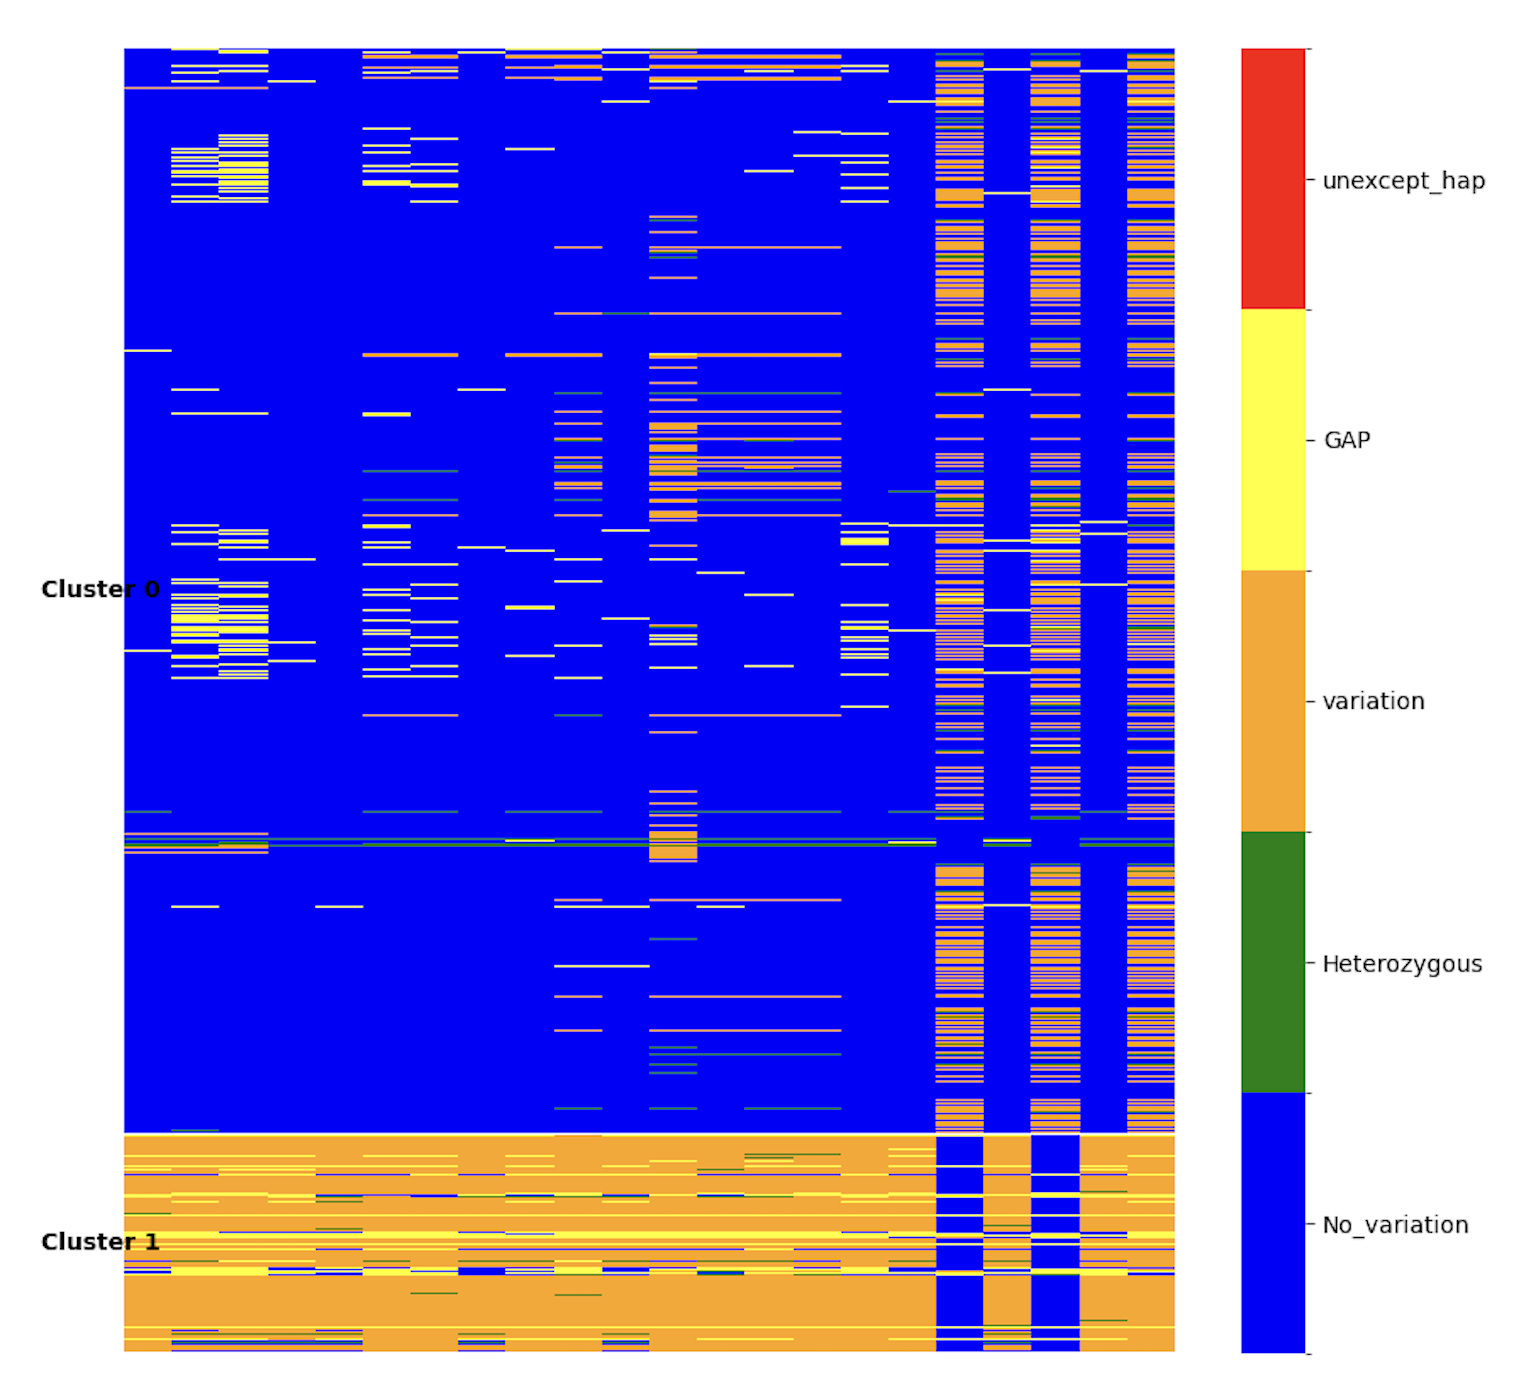 unexcept_hap
GAP
variation
Heterozygous
No_variation
Cluster 0
Cluster 1